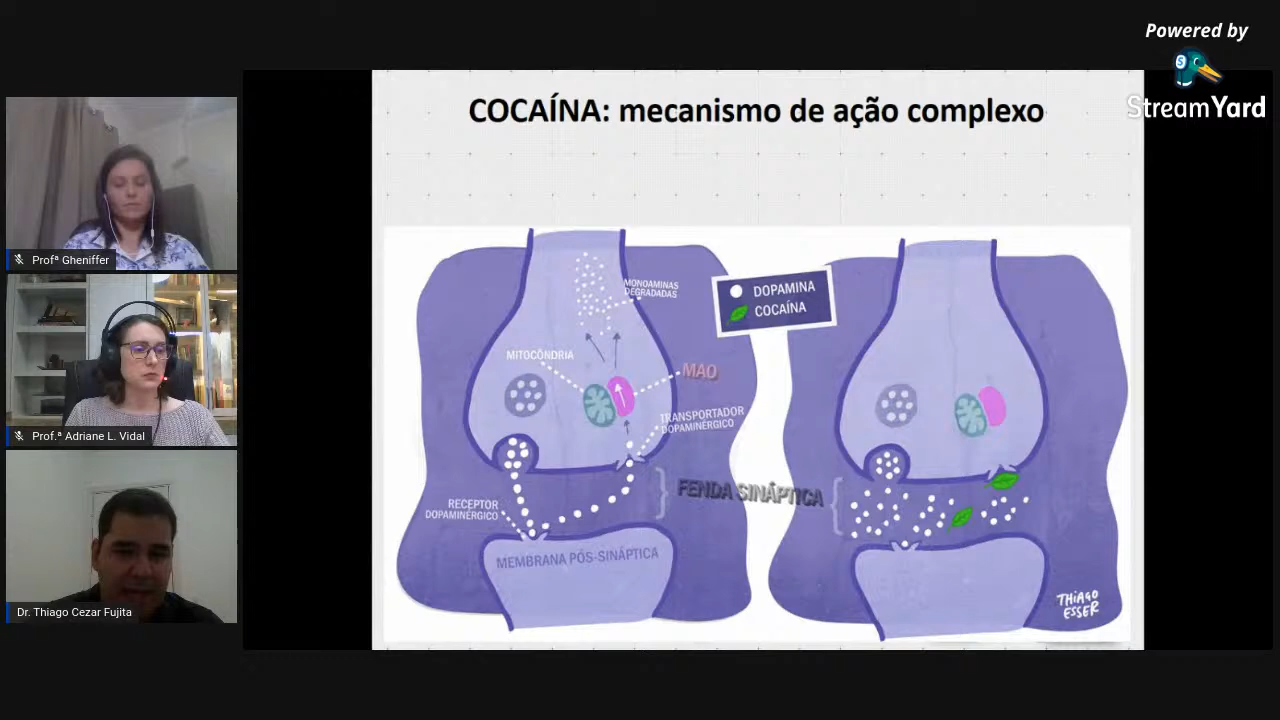 Powered by
StreamYard
COCAÍNA: mecanismo de ação complexo
MONOAMINAS
DEGRADADAS
DOPAMINA
COCAÍNA
MITOCÔNDRIA
MAO
TRANSPORTADOR
DOPAMINÉRGICO
FENDA SINÁPTICA
RECEPTOR
DOPAMINÉRGICO
MEMBRANA PÓS-SINÁPTICA
THIAGO
ESSER
Profª Gheniffer
Prof.ª Adriane L. Vidal
Dr. Thiago Cezar Fujita